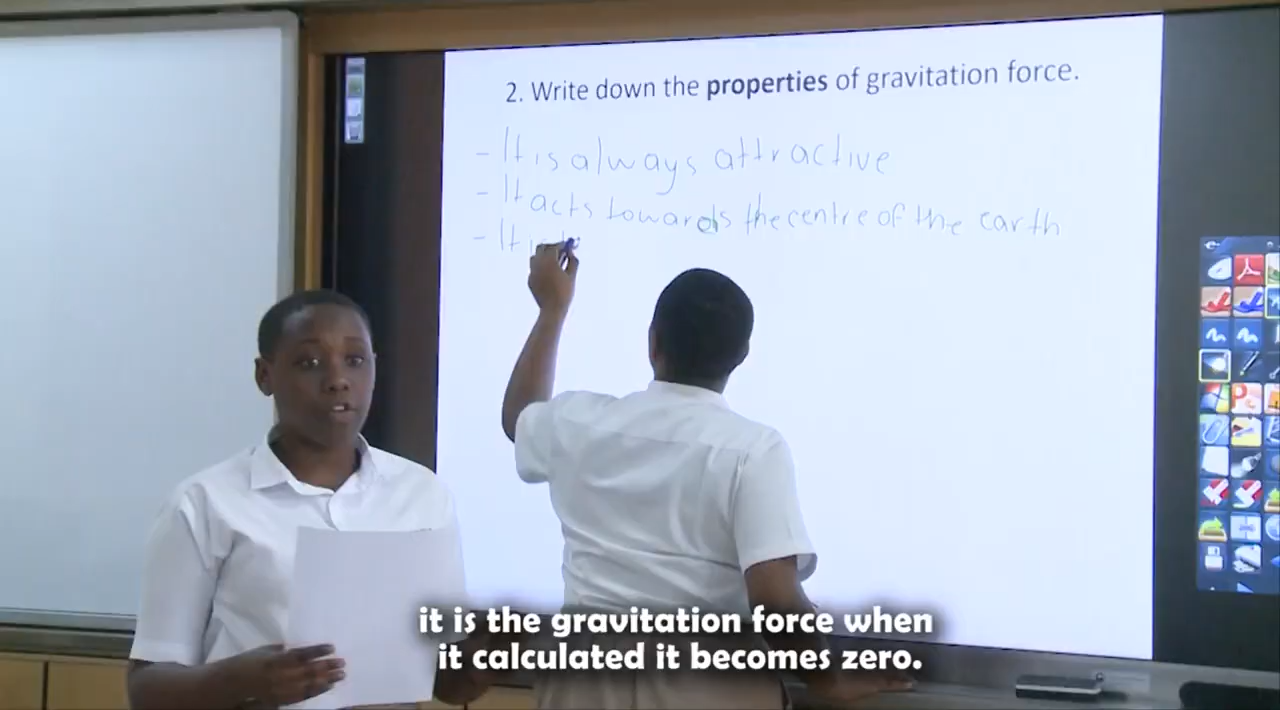 2. Write down the properties of gravitation force.
- It is always attractive
- It acts towards the centre of the earth
- It
it is the gravitation force when
it calculated it becomes zero.